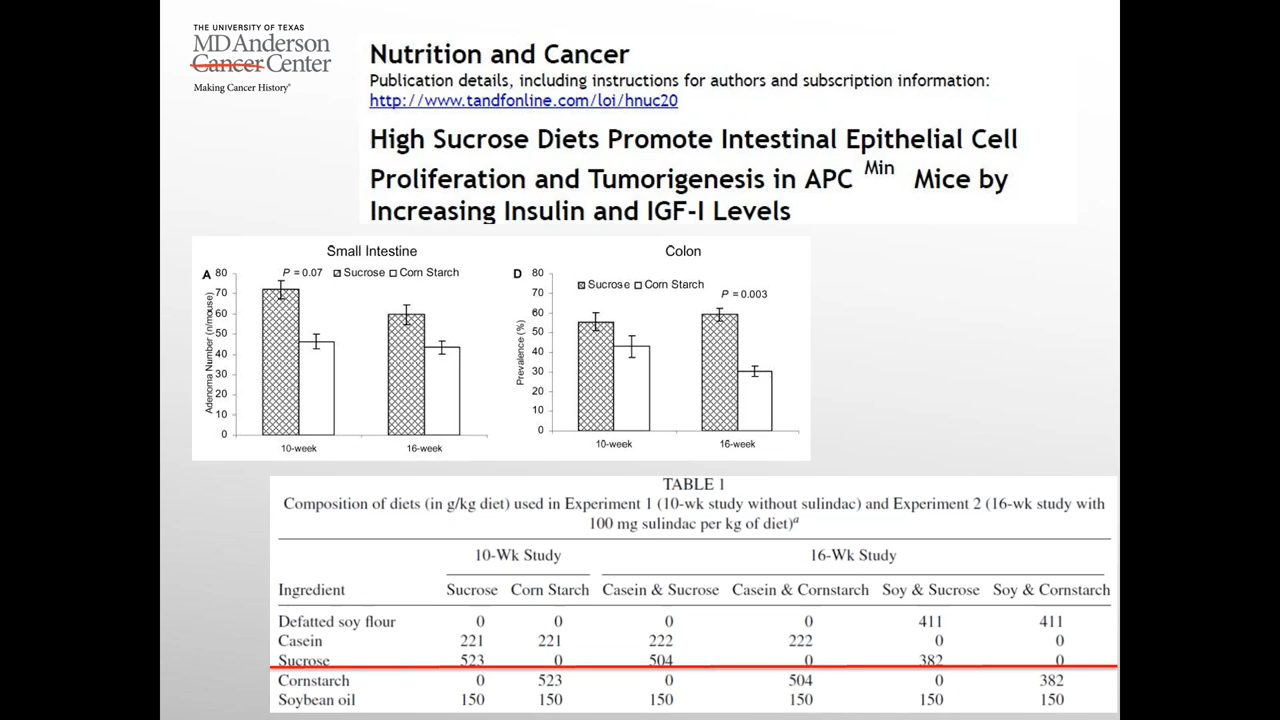 THE UNIVERSITY OF TEXAS
MD Anderson
Cancer Center
Making Cancer History®
Nutrition and Cancer
Publication details, including instructions for authors and subscription information:
http://www.tandfonline.com/loi/hnuc20
High Sucrose Diets Promote Intestinal Epithelial Cell
Proliferation and Tumorigenesis in APC Min Mice by
Increasing Insulin and IGF-I Levels
Small Intestine
A
P = 0.07
Sucrose Corn Starch
Adenoma Number (n/mouse)
80
70
60
50
40
30
20
10
0
10-week 16-week
Colon
D
Sucrose Corn Starch
P = 0.003
Prevalence (%)
80
70
60
50
40
30
20
10
0
10-week 16-week
TABLE 1
Composition of diets (in g/kg diet) used in Experiment 1 (10-wk study without sulindac) and Experiment 2 (16-wk study with
100 mg sulindac per kg of diet)a
10-Wk Study 16-Wk Study
Ingredient Sucrose Corn Starch Casein & Sucrose Casein & Cornstarch Soy & Sucrose Soy & Cornstarch
Defatted soy flour 0 0 0 0 411 411
Casein 221 221 222 222 0 0
Sucrose 523 0 504 0 382 0
Cornstarch 0 523 0 504 0 382
Soybean oil 150 150 150 150 150 150